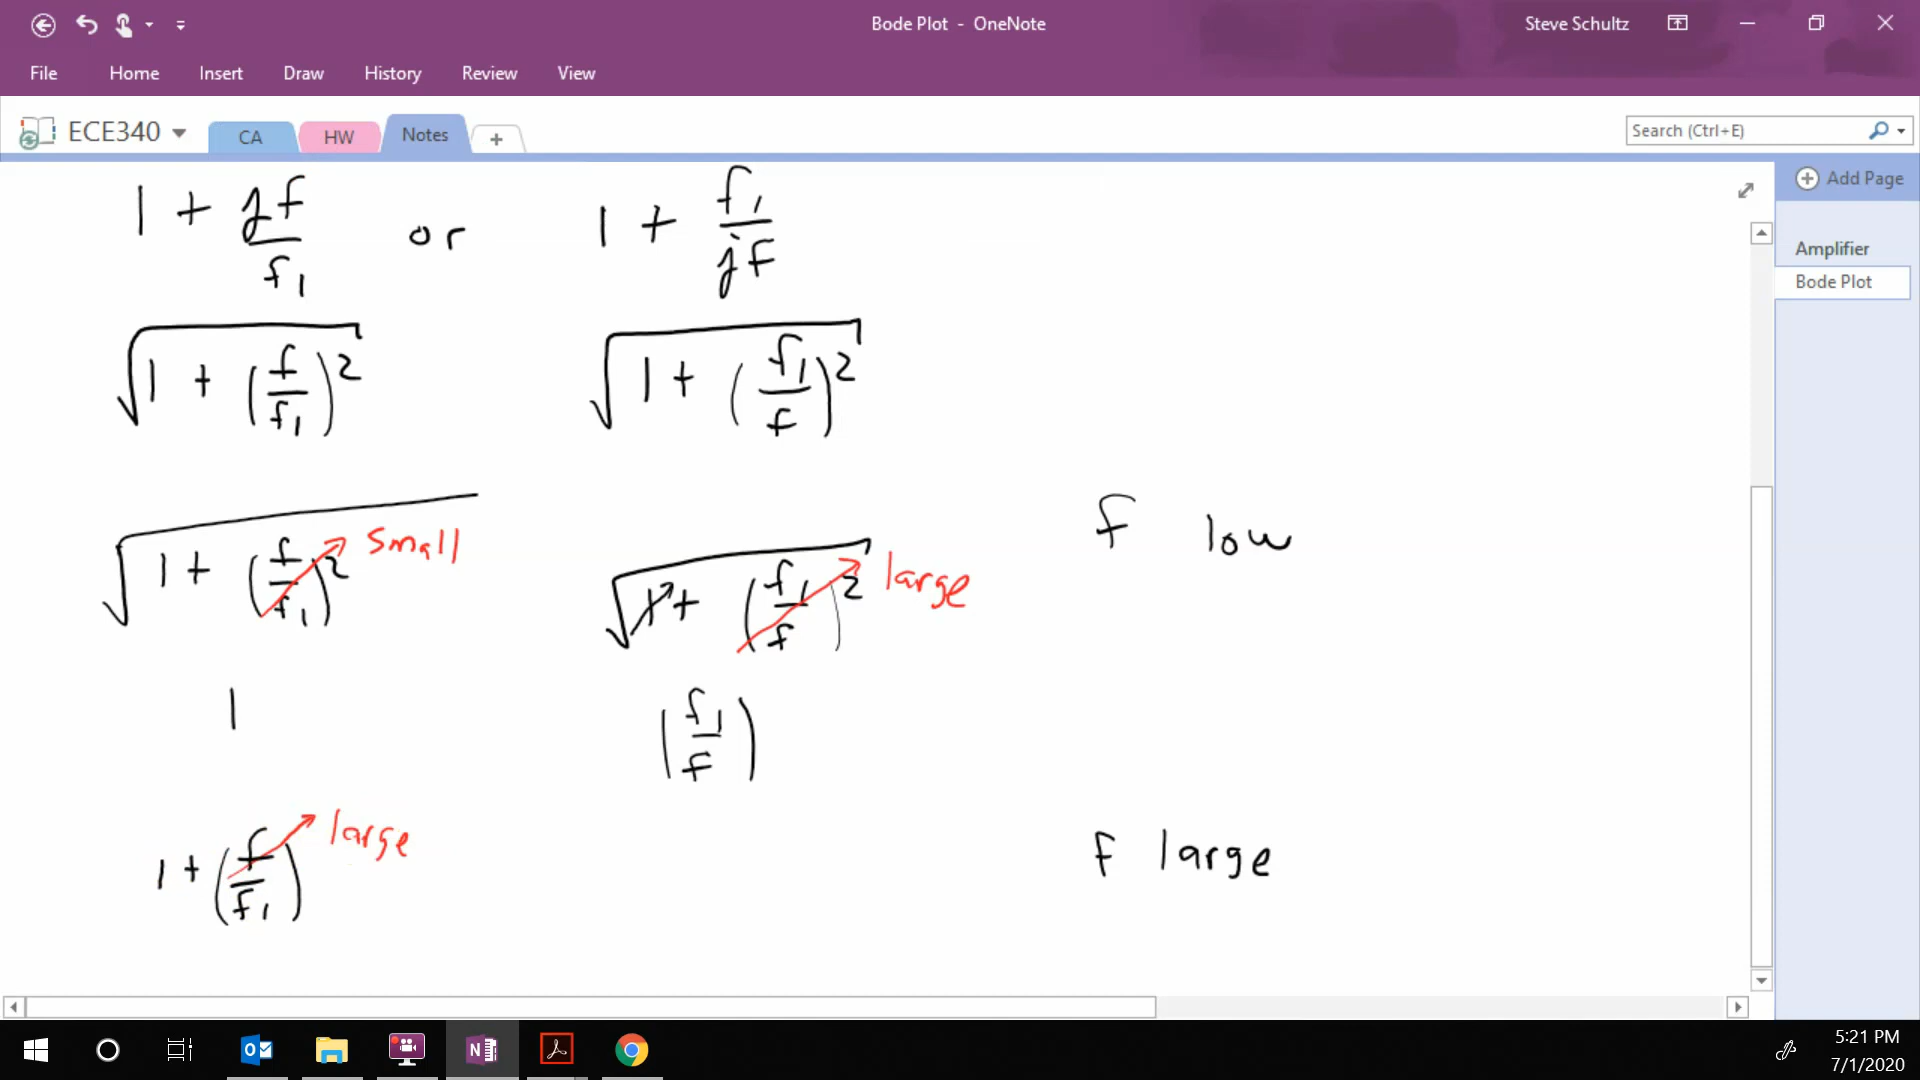 Bode Plot - OneNote
Steve Schultz
File Home Insert Draw History Review View
ECE340 CA HW Notes +
Search (Ctrl+E)
Add Page
Amplifier
Bode Plot
1 + jf/f₁ or 1 + f₁/jf
√(1 + (f/f₁)²) √(1 + (f₁/f)²)
√(1 + (f/f₁)²) small √(1 + (f₁/f)²) large f low
1 (f₁/f)
1 + (f/f₁) large f large
5:21 PM
7/1/2020